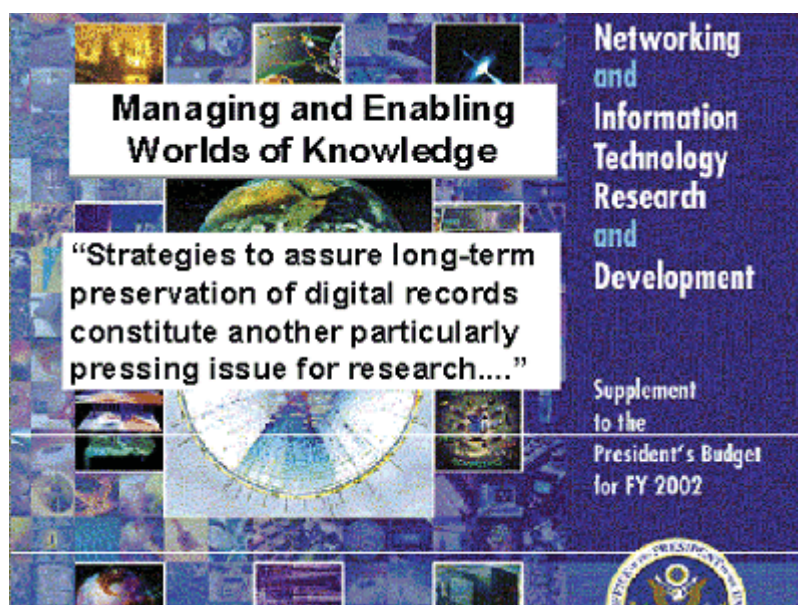 Managing and Enabling
Worlds of Knowledge
“Strategies to assure long-term
preservation of digital records
constitute another particularly
pressing issue for research....”
Networking
and
Information
Technology
Research
and
Development
Supplement
to the
President's Budget
for FY 2002